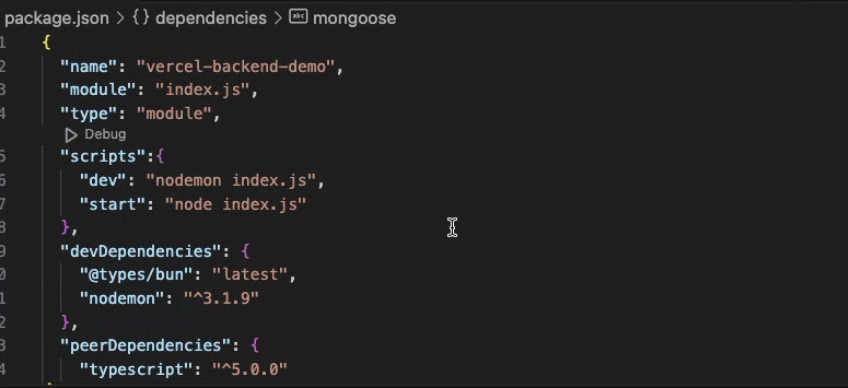 package.json > {} dependencies > abc mongoose
1 {
2 "name": "vercel-backend-demo",
3 "module": "index.js",
4 "type": "module",
Debug
5 "scripts":{
6 "dev": "nodemon index.js",
7 "start": "node index.js"
8 },
9 "devDependencies": {
0 "@types/bun": "latest",
1 "nodemon": "^3.1.9"
2 },
3 "peerDependencies": {
4 "typescript": "^5.0.0"